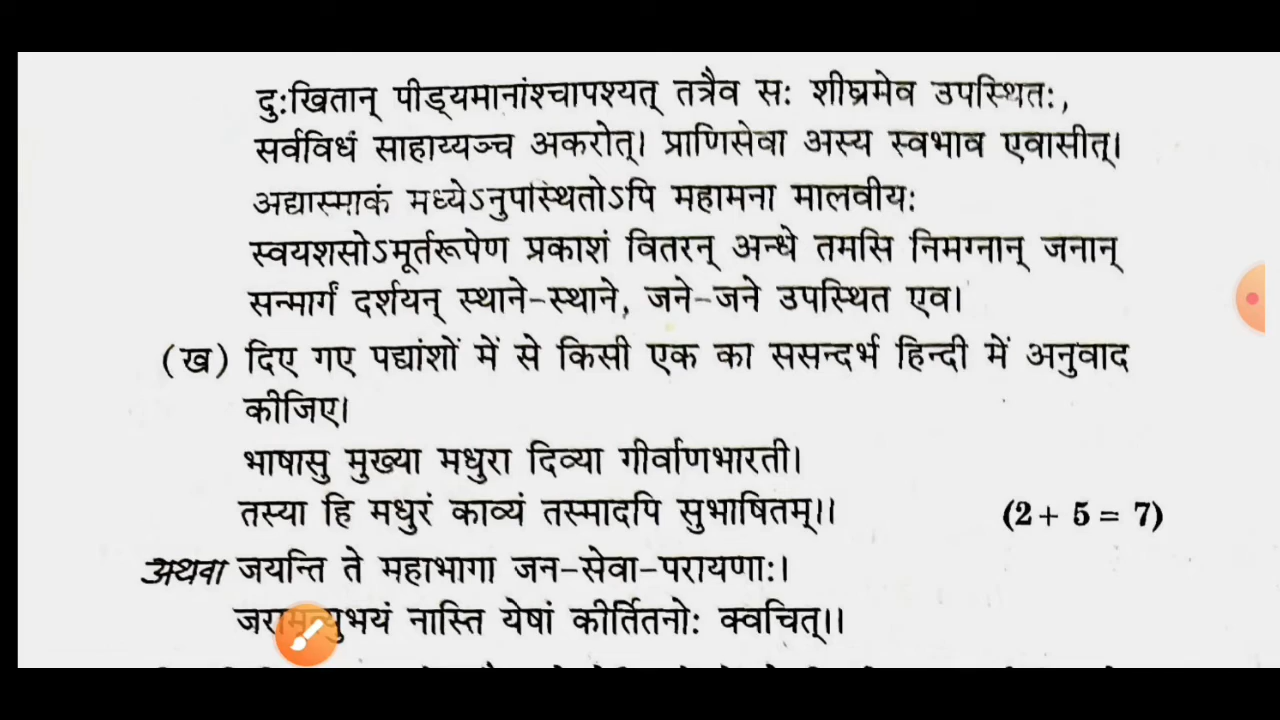 दुःखितान् पीड्यमानांश्चापश्यत् तत्रैव सः शीघ्रमेव उपस्थितः,
सर्वविधं साहाय्यञ्च अकरोत्। प्राणिसेवा अस्य स्वभाव एवासीत्।
अद्यास्माकं मध्येऽनुपास्थितोऽपि महामना मालवीयः
स्वयशसोऽमूर्तरूपेण प्रकाशं वितरन् अन्धे तमसि निमग्नान् जनान्
सन्मार्गं दर्शयन् स्थाने-स्थाने, जने-जने उपस्थित एव।
(ख) दिए गए पद्यांशों में से किसी एक का ससन्दर्भ हिन्दी में अनुवाद
कीजिए।
भाषासु मुख्या मधुरा दिव्या गीर्वाणभारती।
तस्या हि मधुरं काव्यं तस्मादपि सुभाषितम्।। (2+ 5 = 7)
अथवा जयन्ति ते महाभागा जन-सेवा-परायणाः।
नास्ति येषां कीर्तितनोः क्वचित्।।